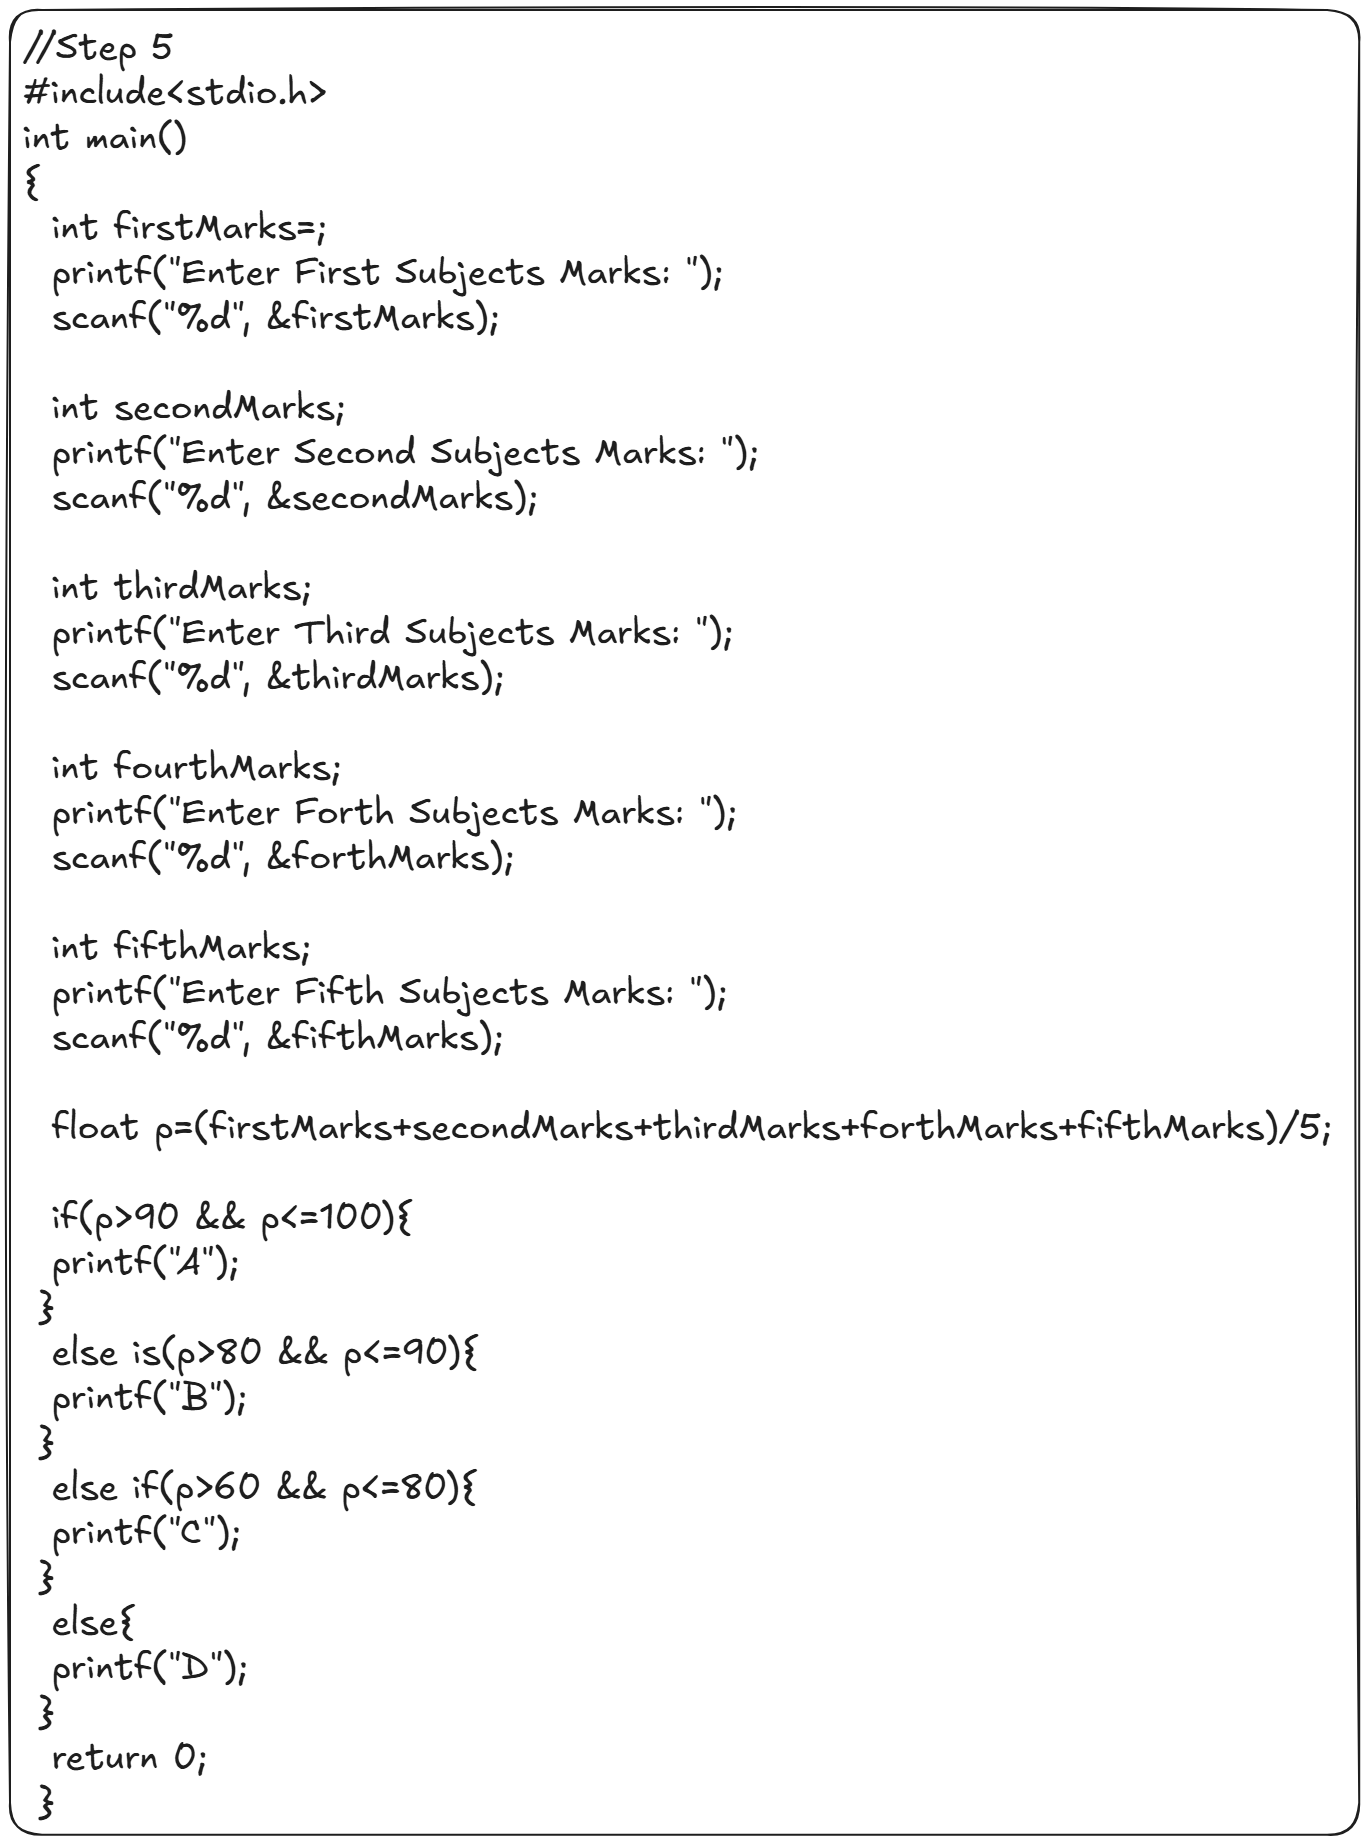 //Step 5
#include<stdio.h>
int main()
{
int firstMarks=;
printf("Enter First Subjects Marks: ");
scanf("%d", &firstMarks);
int secondMarks;
printf("Enter Second Subjects Marks: ");
scanf("%d", &secondMarks);
int thirdMarks;
printf("Enter Third Subjects Marks: ");
scanf("%d", &thirdMarks);
int fourthMarks;
printf("Enter Forth Subjects Marks: ");
scanf("%d", &forthMarks);
int fifthMarks;
printf("Enter Fifth Subjects Marks: ");
scanf("%d", &fifthMarks);
float p=(firstMarks+secondMarks+thirdMarks+forthMarks+fifthMarks)/5;
if(p>90 && p<=100){
printf("A");
}
else is(p>80 && p<=90){
printf("B");
}
else if(p>60 && p<=80){
printf("C");
}
else{
printf("D");
}
return 0;
}